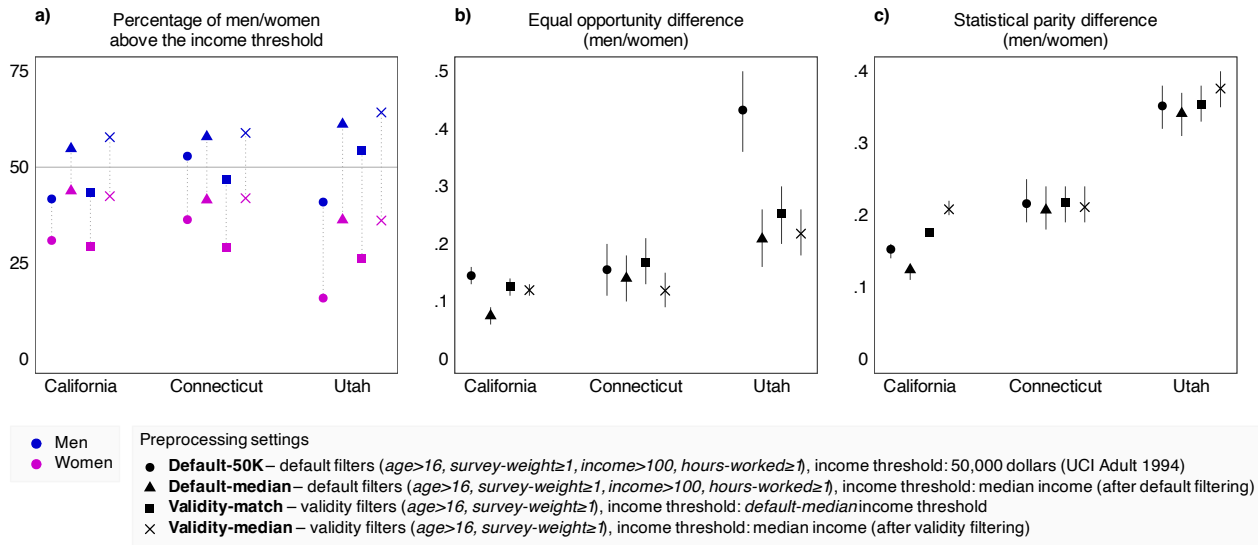 a) Percentage of men/women
above the income threshold
75
50
25
0
California Connecticut Utah
b) Equal opportunity difference
(men/women)
.5
.4
.3
.2
.1
0
California Connecticut Utah
c) Statistical parity difference
(men/women)
.4
.3
.2
.1
0
California Connecticut Utah
Men
Women
Preprocessing settings
Default-50K – default filters (age>16, survey-weight≥1, income>100, hours-worked≥1), income threshold: 50,000 dollars (UCI Adult 1994)
Default-median – default filters (age>16, survey-weight≥1, income>100, hours-worked≥1), income threshold: median income (after default filtering)
Validity-match – validity filters (age>16, survey-weight≥1), income threshold: default-median income threshold
Validity-median – validity filters (age>16, survey-weight≥1), income threshold: median income (after validity filtering)